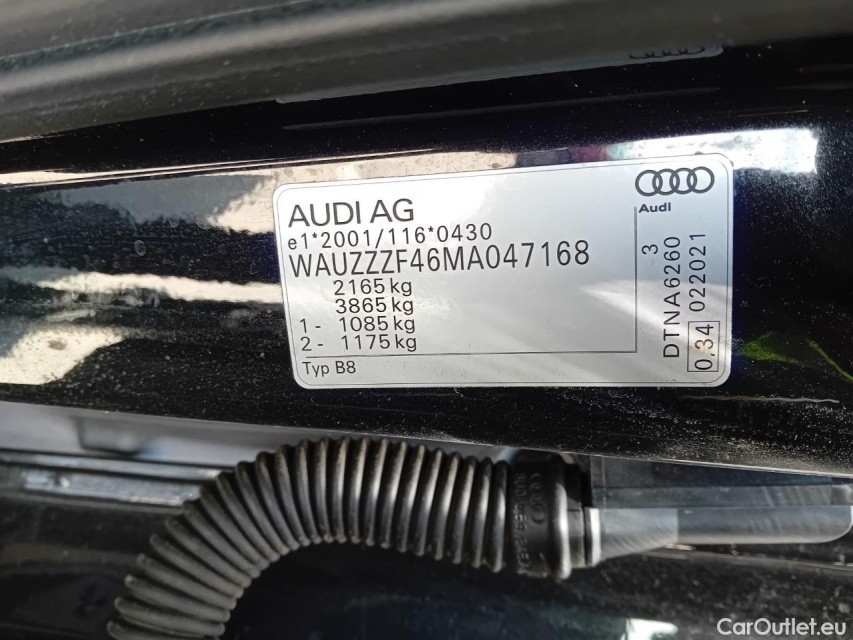 AUDI AG
e1*2001/116*0430
WAUZZZF46MA047168
2165 kg
3865 kg
1 - 1085 kg
2 - 1175 kg
Typ B8
Audi
3
DTNA6260
022021
0.34
CarOutlet.eu